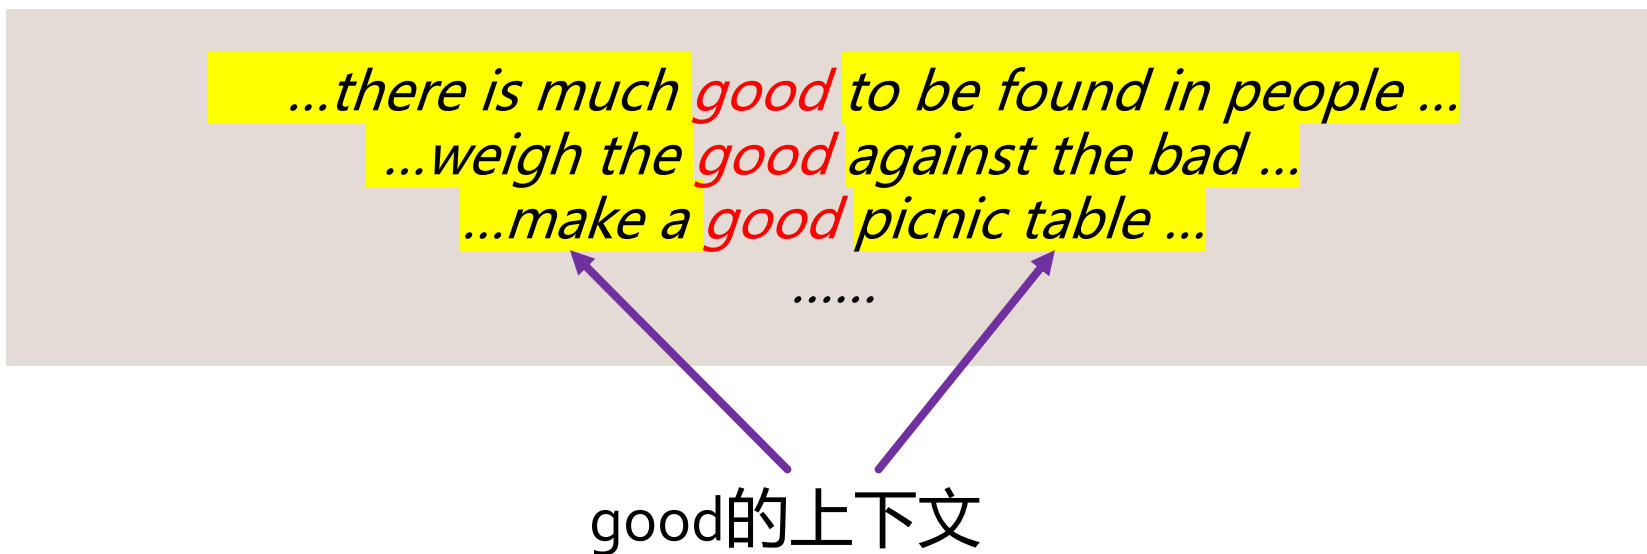 …there is much good to be found in people …
…weigh the good against the bad …
…make a good picnic table …
……
good的上下文